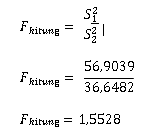 F_hitung = S_1^2 / S_2^2 |
F_hitung = 56,9039 / 36,6482
F_hitung = 1,5528